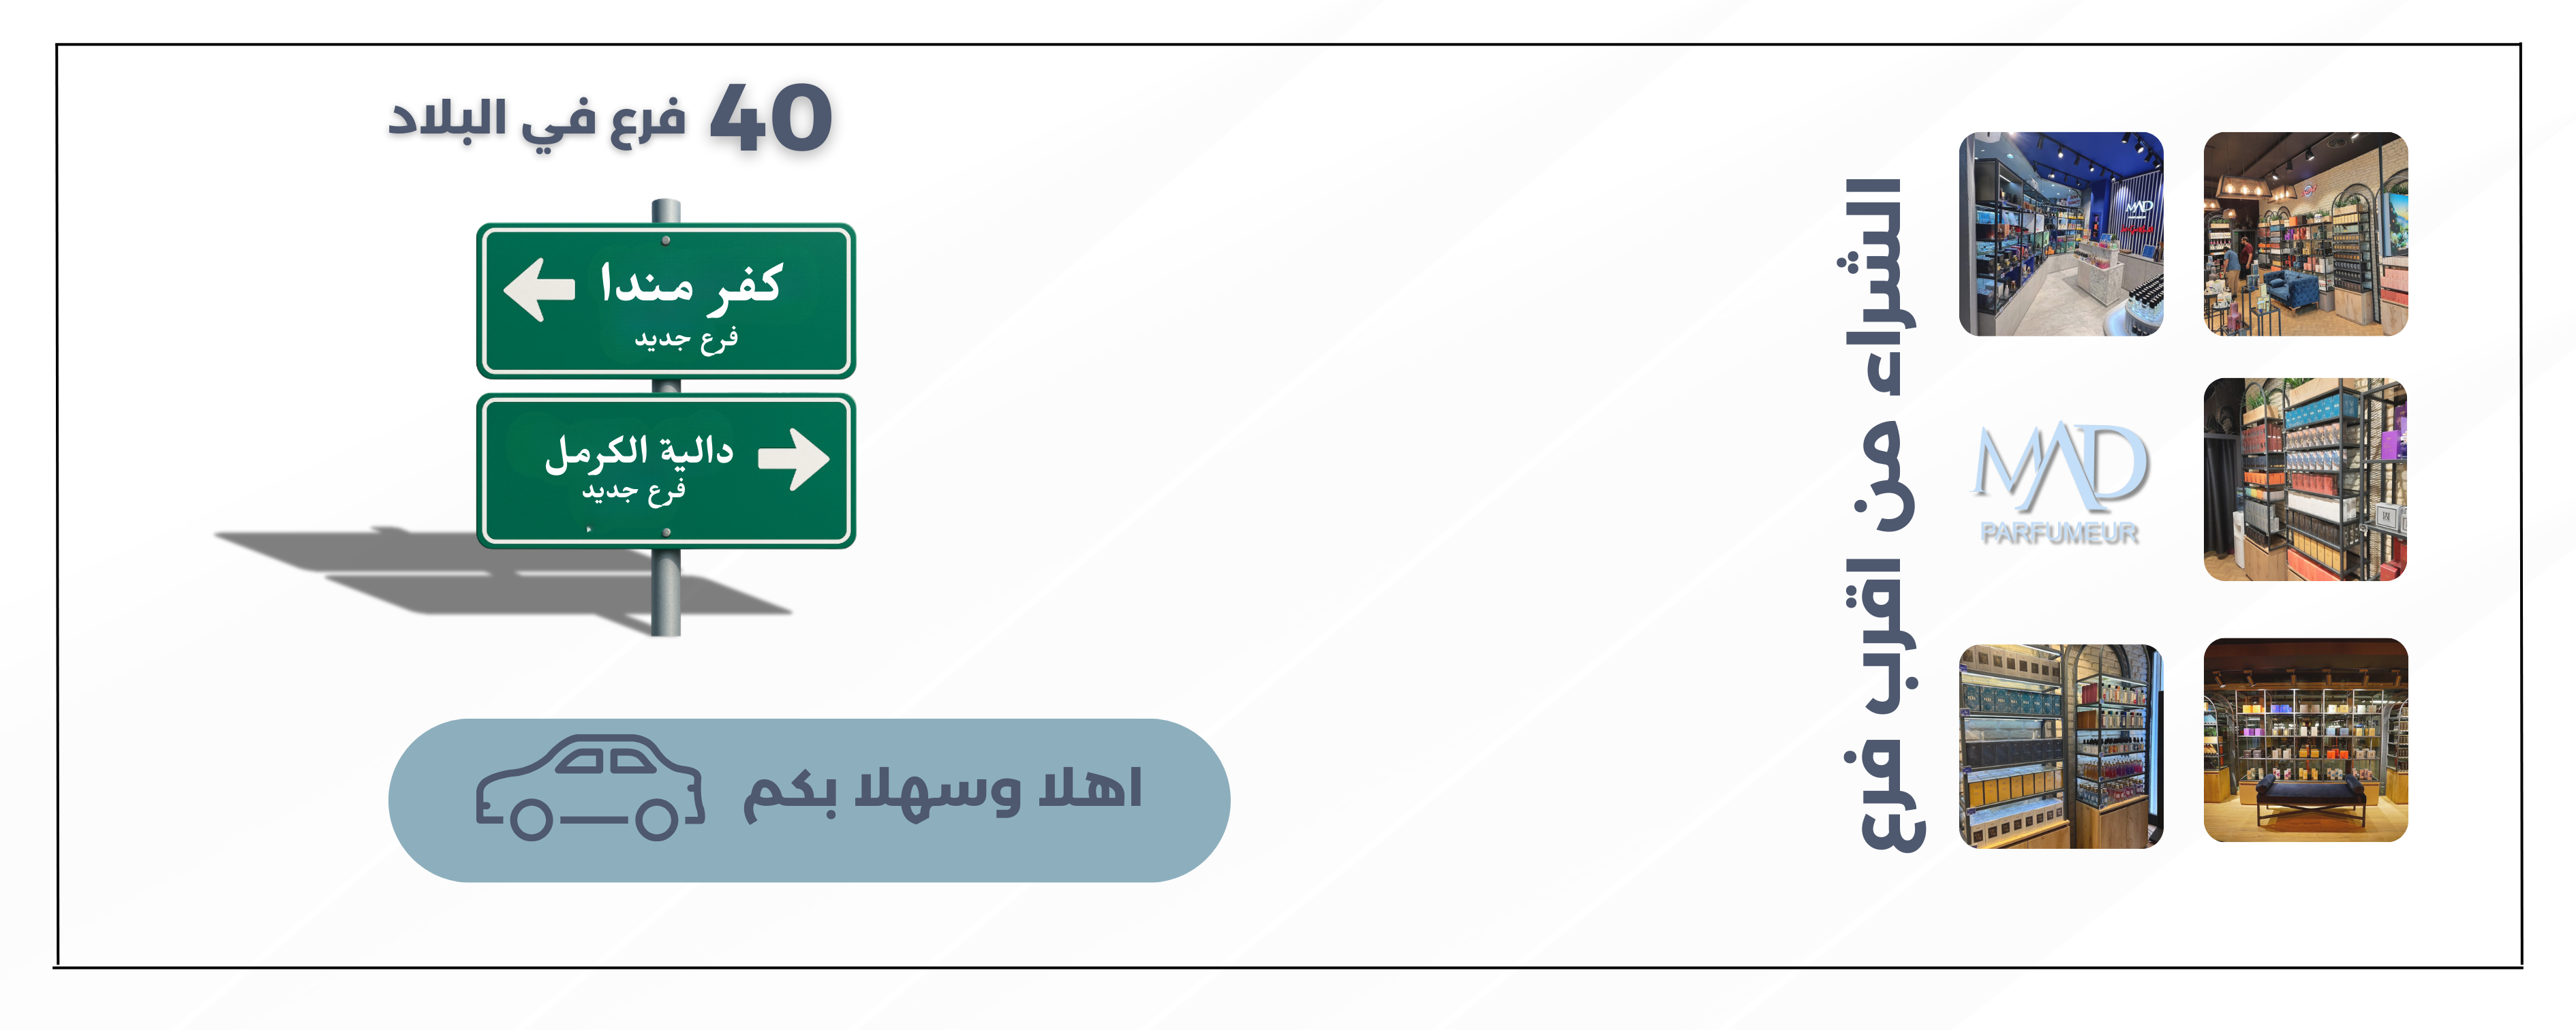 40 فرع في البلاد
كفر مندا
فرع جديد
دالية الكرمل
فرع جديد
اهلا وسهلا بكم
الشراء من اقرب فرع
MAD
MAD
PARFUMEUR